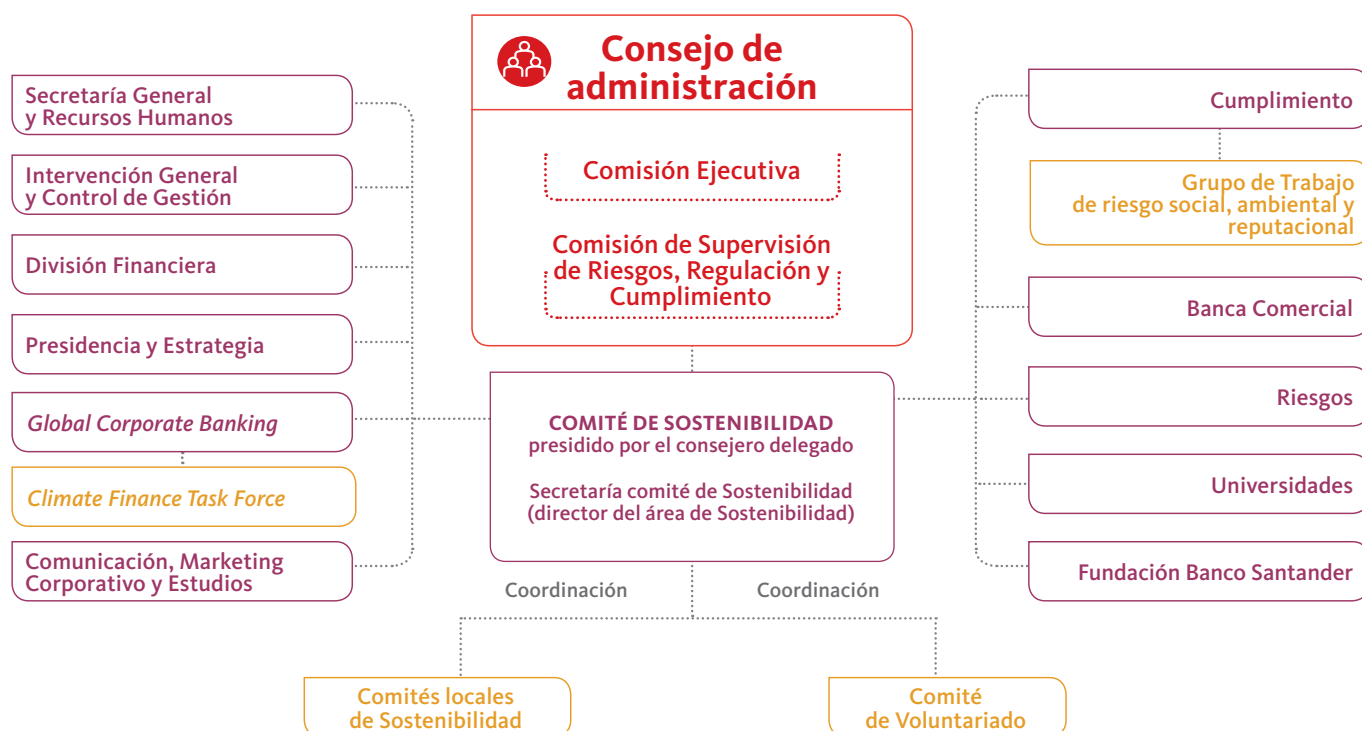 Consejo de
administración
Comisión Ejecutiva
Comisión de Supervisión
de Riesgos, Regulación y
Cumplimiento
Secretaría General
y Recursos Humanos
Intervención General
y Control de Gestión
División Financiera
Presidencia y Estrategia
Global Corporate Banking
Climate Finance Task Force
Comunicación, Marketing
Corporativo y Estudios
COMITÉ DE SOSTENIBILIDAD
presidido por el consejero delegado
Secretaría comité de Sostenibilidad
(director del área de Sostenibilidad)
Cumplimiento
Grupo de Trabajo
de riesgo social, ambiental y
reputacional
Banca Comercial
Riesgos
Universidades
Fundación Banco Santander
Coordinación
Coordinación
Comités locales
de Sostenibilidad
Comité
de Voluntariado